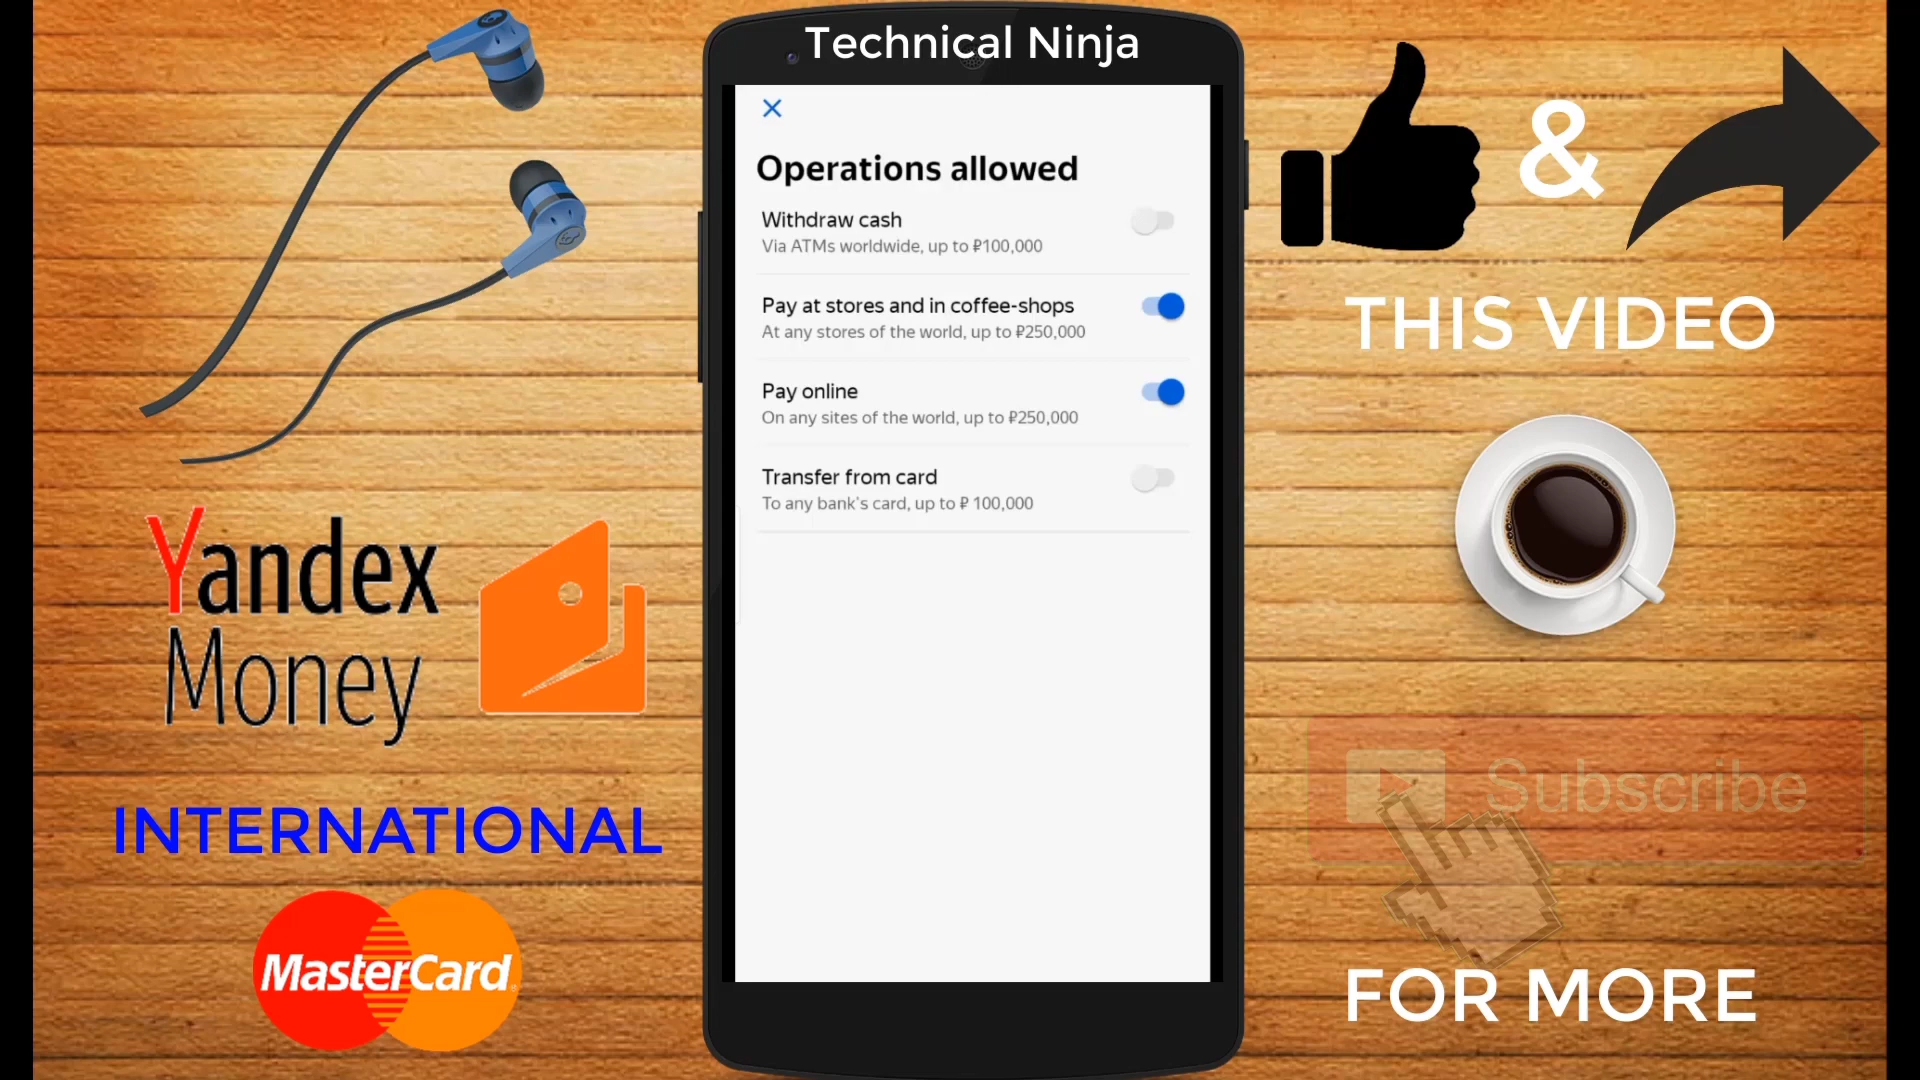 Technical Ninja
Operations allowed
Withdraw cash
Via ATMs worldwide, up to ₽100,000
Pay at stores and in coffee-shops
At any stores of the world, up to ₽250,000
Pay online
On any sites of the world, up to ₽250,000
Transfer from card
To any bank's card, up to ₽ 100,000
Yandex
Money
INTERNATIONAL
MasterCard
&
THIS VIDEO
Subscribe
FOR MORE